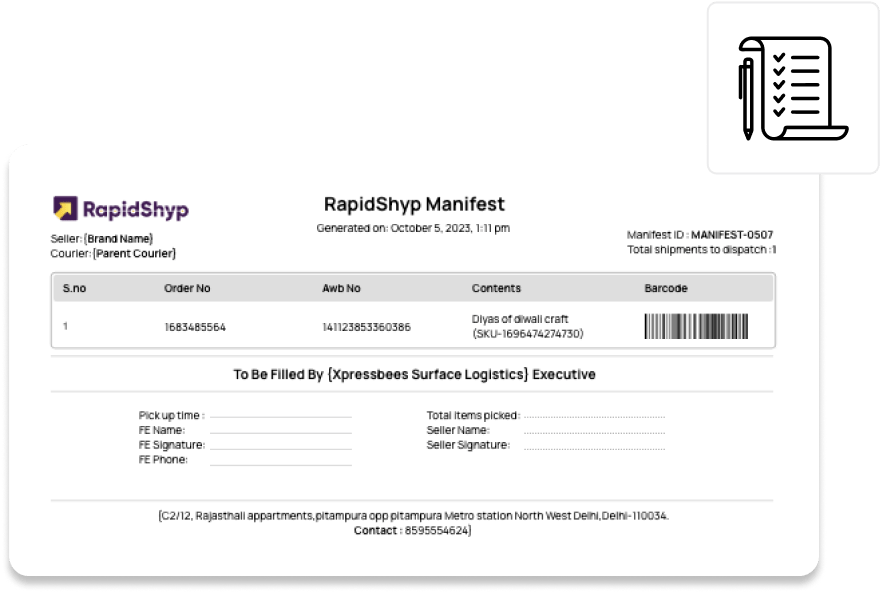 RapidShyp
RapidShyp Manifest
Generated on: October 5, 2023, 1:11 pm
Seller:{Brand Name}
Courier:{Parent Courier}
Manifest ID : MANIFEST-0507
Total shipments to dispatch :1
S.no Order No Awb No Contents Barcode
1 1683485564 141123853360386 Diyas of diwali craft
(SKU-1696474274730)
To Be Filled By {Xpressbees Surface Logistics} Executive
Pick up time :
FE Name:
FE Signature:
FE Phone:
Total items picked:
Seller Name:
Seller Signature:
{C2/12, Rajasthali appartments,pitampura opp pitampura Metro station North West Delhi,Delhi-110034.
Contact : 8595554624}